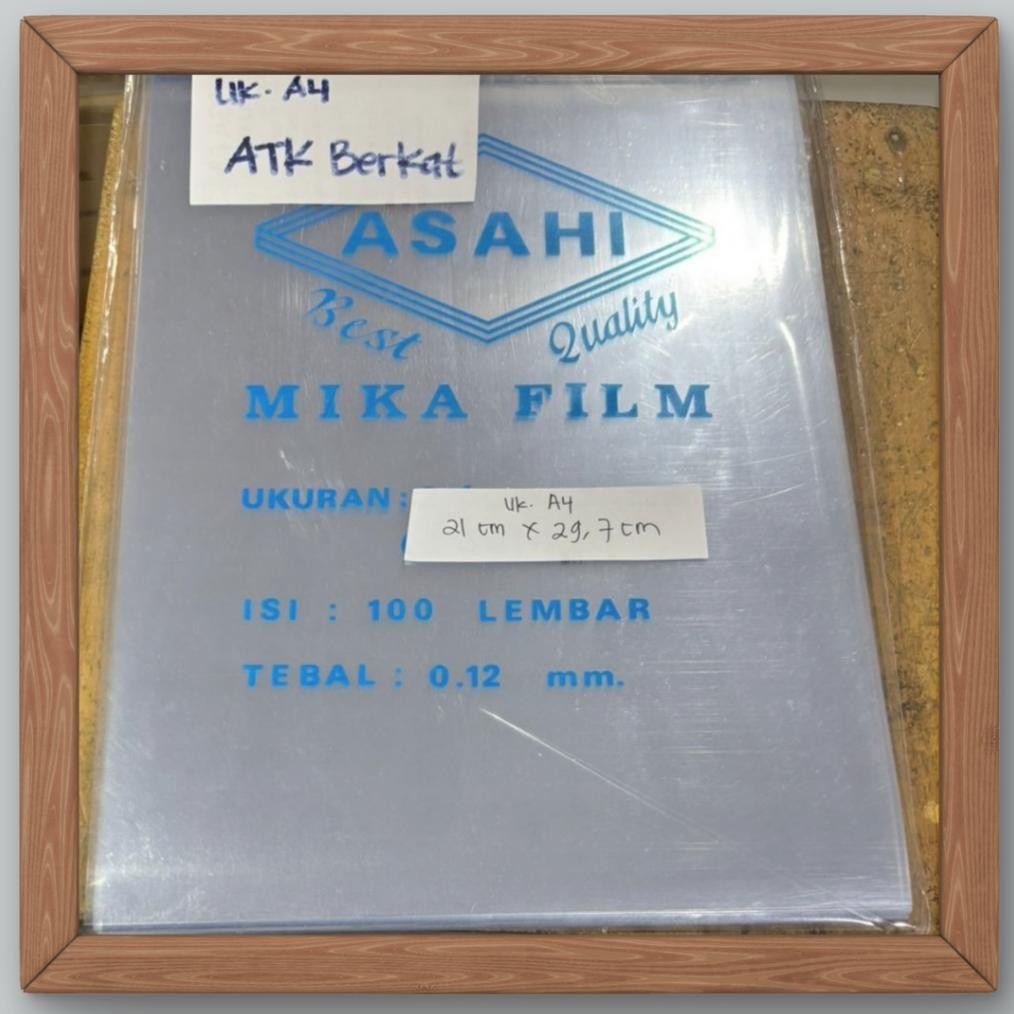 UK. A4
ATK Berkat
ASAHI
Best Quality
MIKA FILM
UKURAN :
Uk. A4
21 cm x 29,7 cm
ISI : 100 LEMBAR
TEBAL : 0.12 mm.